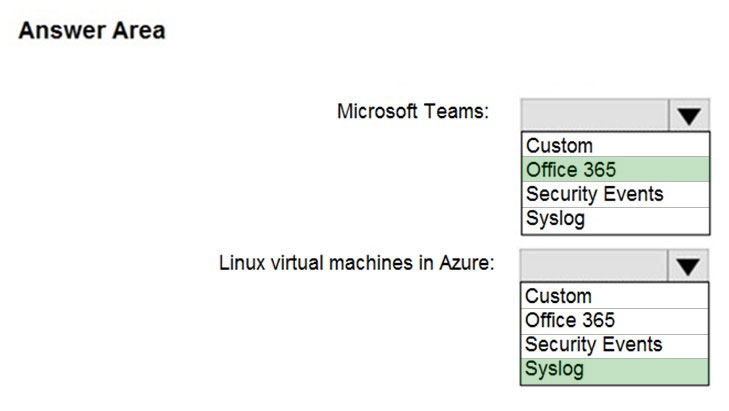 Answer Area
Microsoft Teams:
Custom
Office 365
Security Events
Syslog
Linux virtual machines in Azure:
Custom
Office 365
Security Events
Syslog